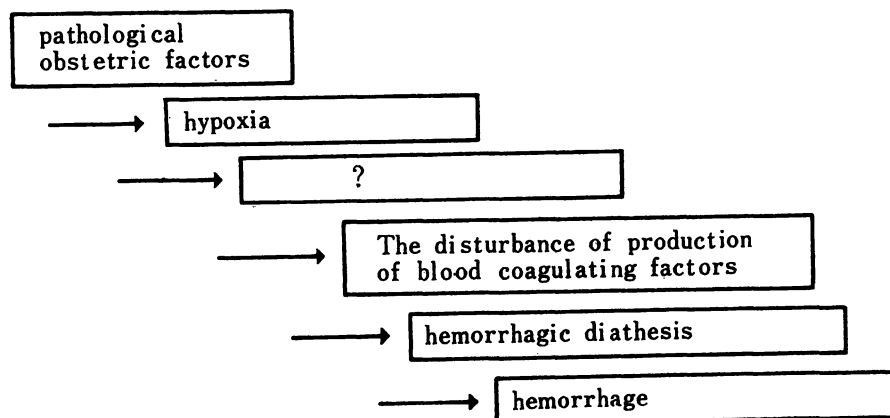 pathological
obstetric factors
hypoxia
?
The disturbance of production
of blood coagulating factors
hemorrhagic diathesis
hemorrhage